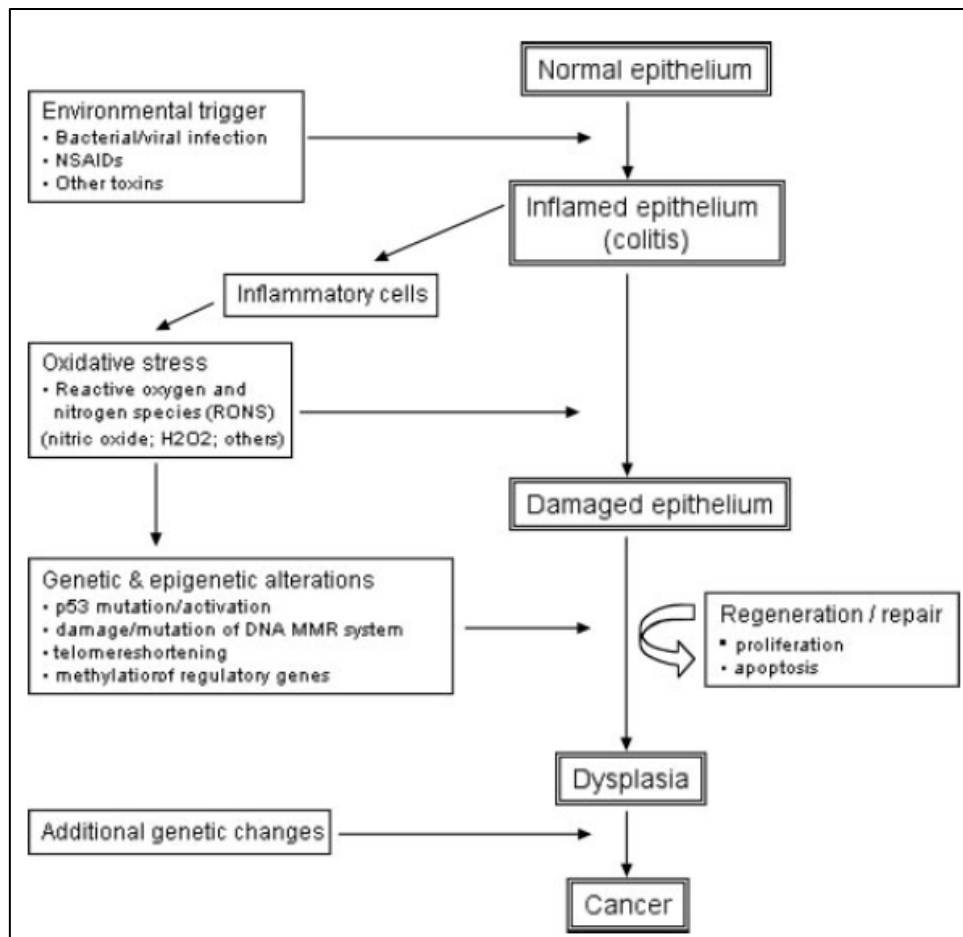 Normal epithelium
Environmental trigger
• Bacterial/viral infection
• NSAIDs
• Other toxins
Inflamed epithelium
(colitis)
Inflammatory cells
Oxidative stress
• Reactive oxygen and
nitrogen species (RONS)
(nitric oxide; H2O2; others)
Damaged epithelium
Genetic & epigenetic alterations
• p53 mutation/activation
• damage/mutation of DNA MMR system
• telomereshortening
• methylationof regulatory genes
Regeneration / repair
▪ proliferation
• apoptosis
Dysplasia
Additional genetic changes
Cancer